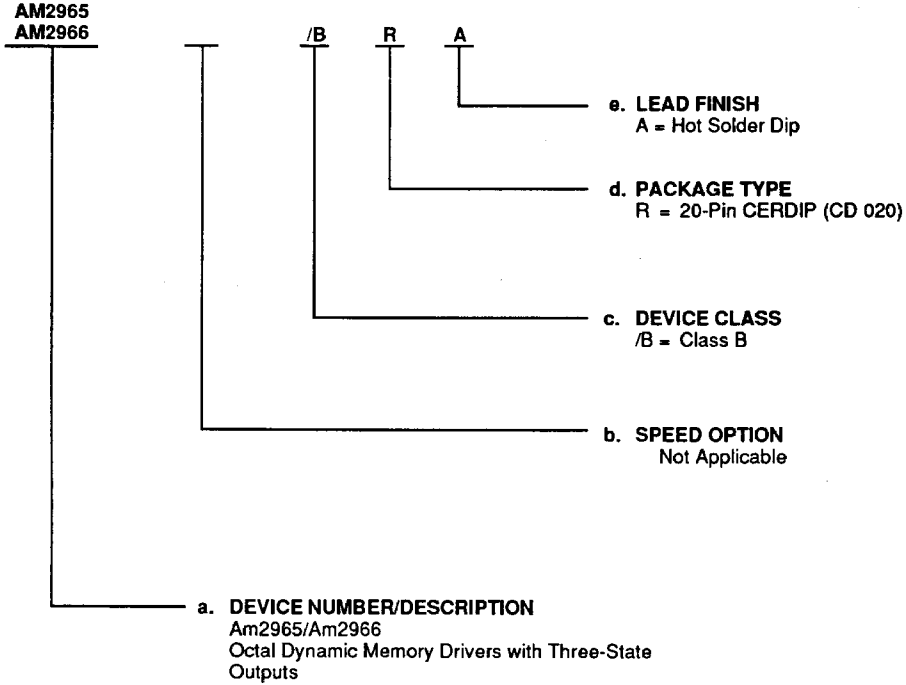 AM2965
AM2966 /B R A
e. LEAD FINISH
A = Hot Solder Dip
d. PACKAGE TYPE
R = 20-Pin CERDIP (CD 020)
c. DEVICE CLASS
/B = Class B
b. SPEED OPTION
Not Applicable
a. DEVICE NUMBER/DESCRIPTION
Am2965/Am2966
Octal Dynamic Memory Drivers with Three-State
Outputs